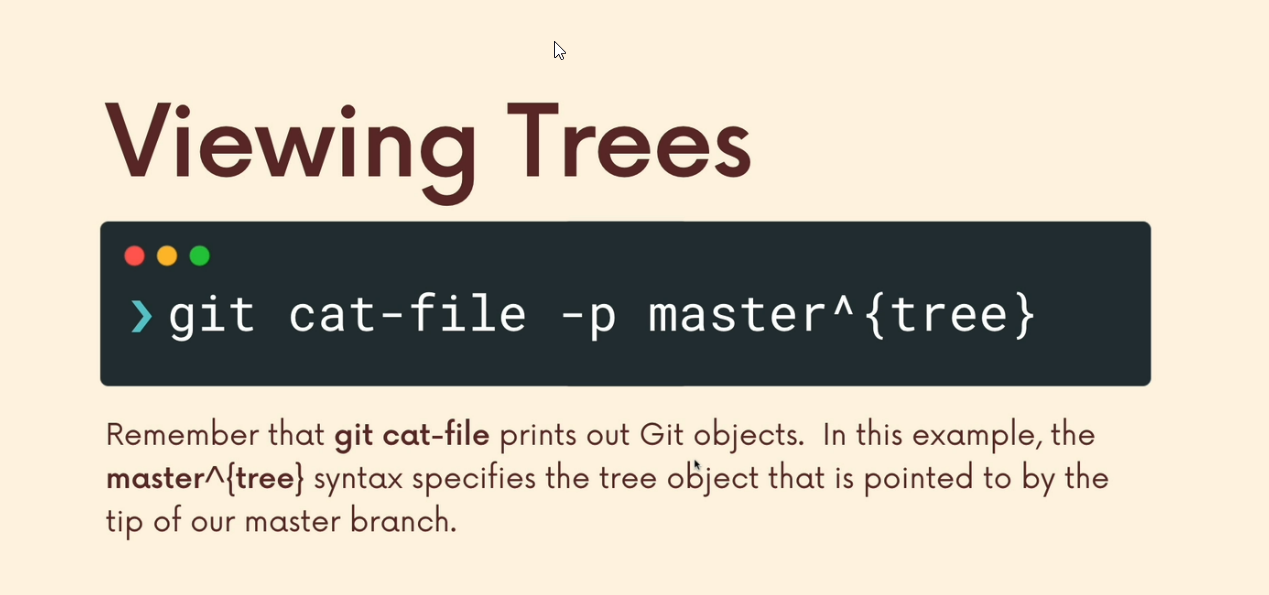 Viewing Trees
❯ git cat-file -p master^{tree}
Remember that git cat-file prints out Git objects.  In this example, the
master^{tree} syntax specifies the tree object that is pointed to by the
tip of our master branch.